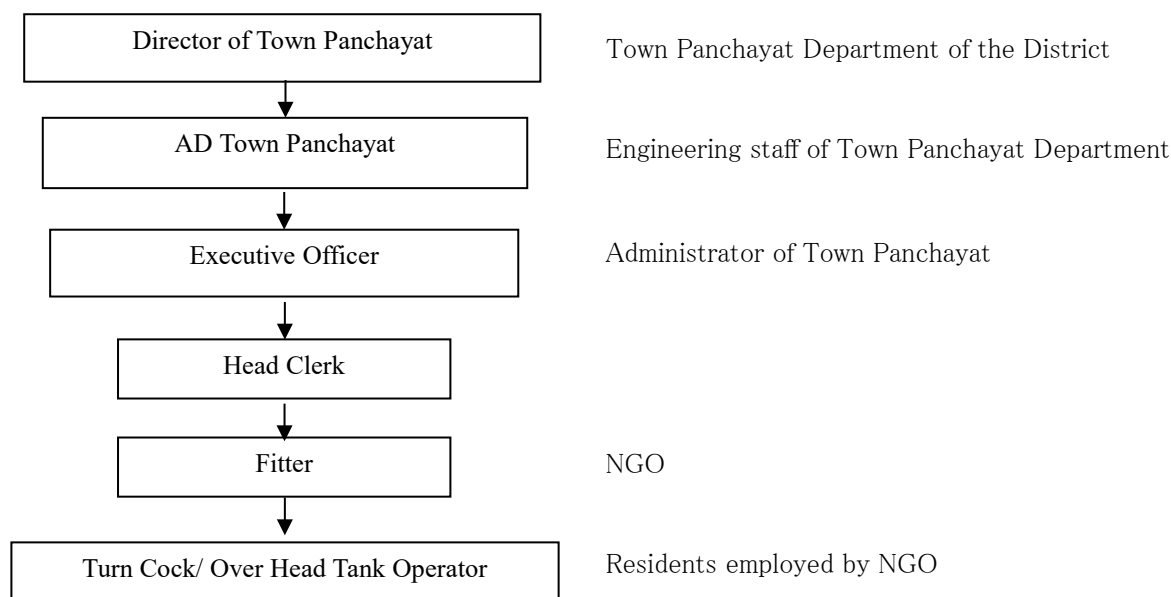 Director of Town Panchayat
Town Panchayat Department of the District
AD Town Panchayat
Engineering staff of Town Panchayat Department
Executive Officer
Administrator of Town Panchayat
Head Clerk
Fitter
NGO
Turn Cock/ Over Head Tank Operator
Residents employed by NGO